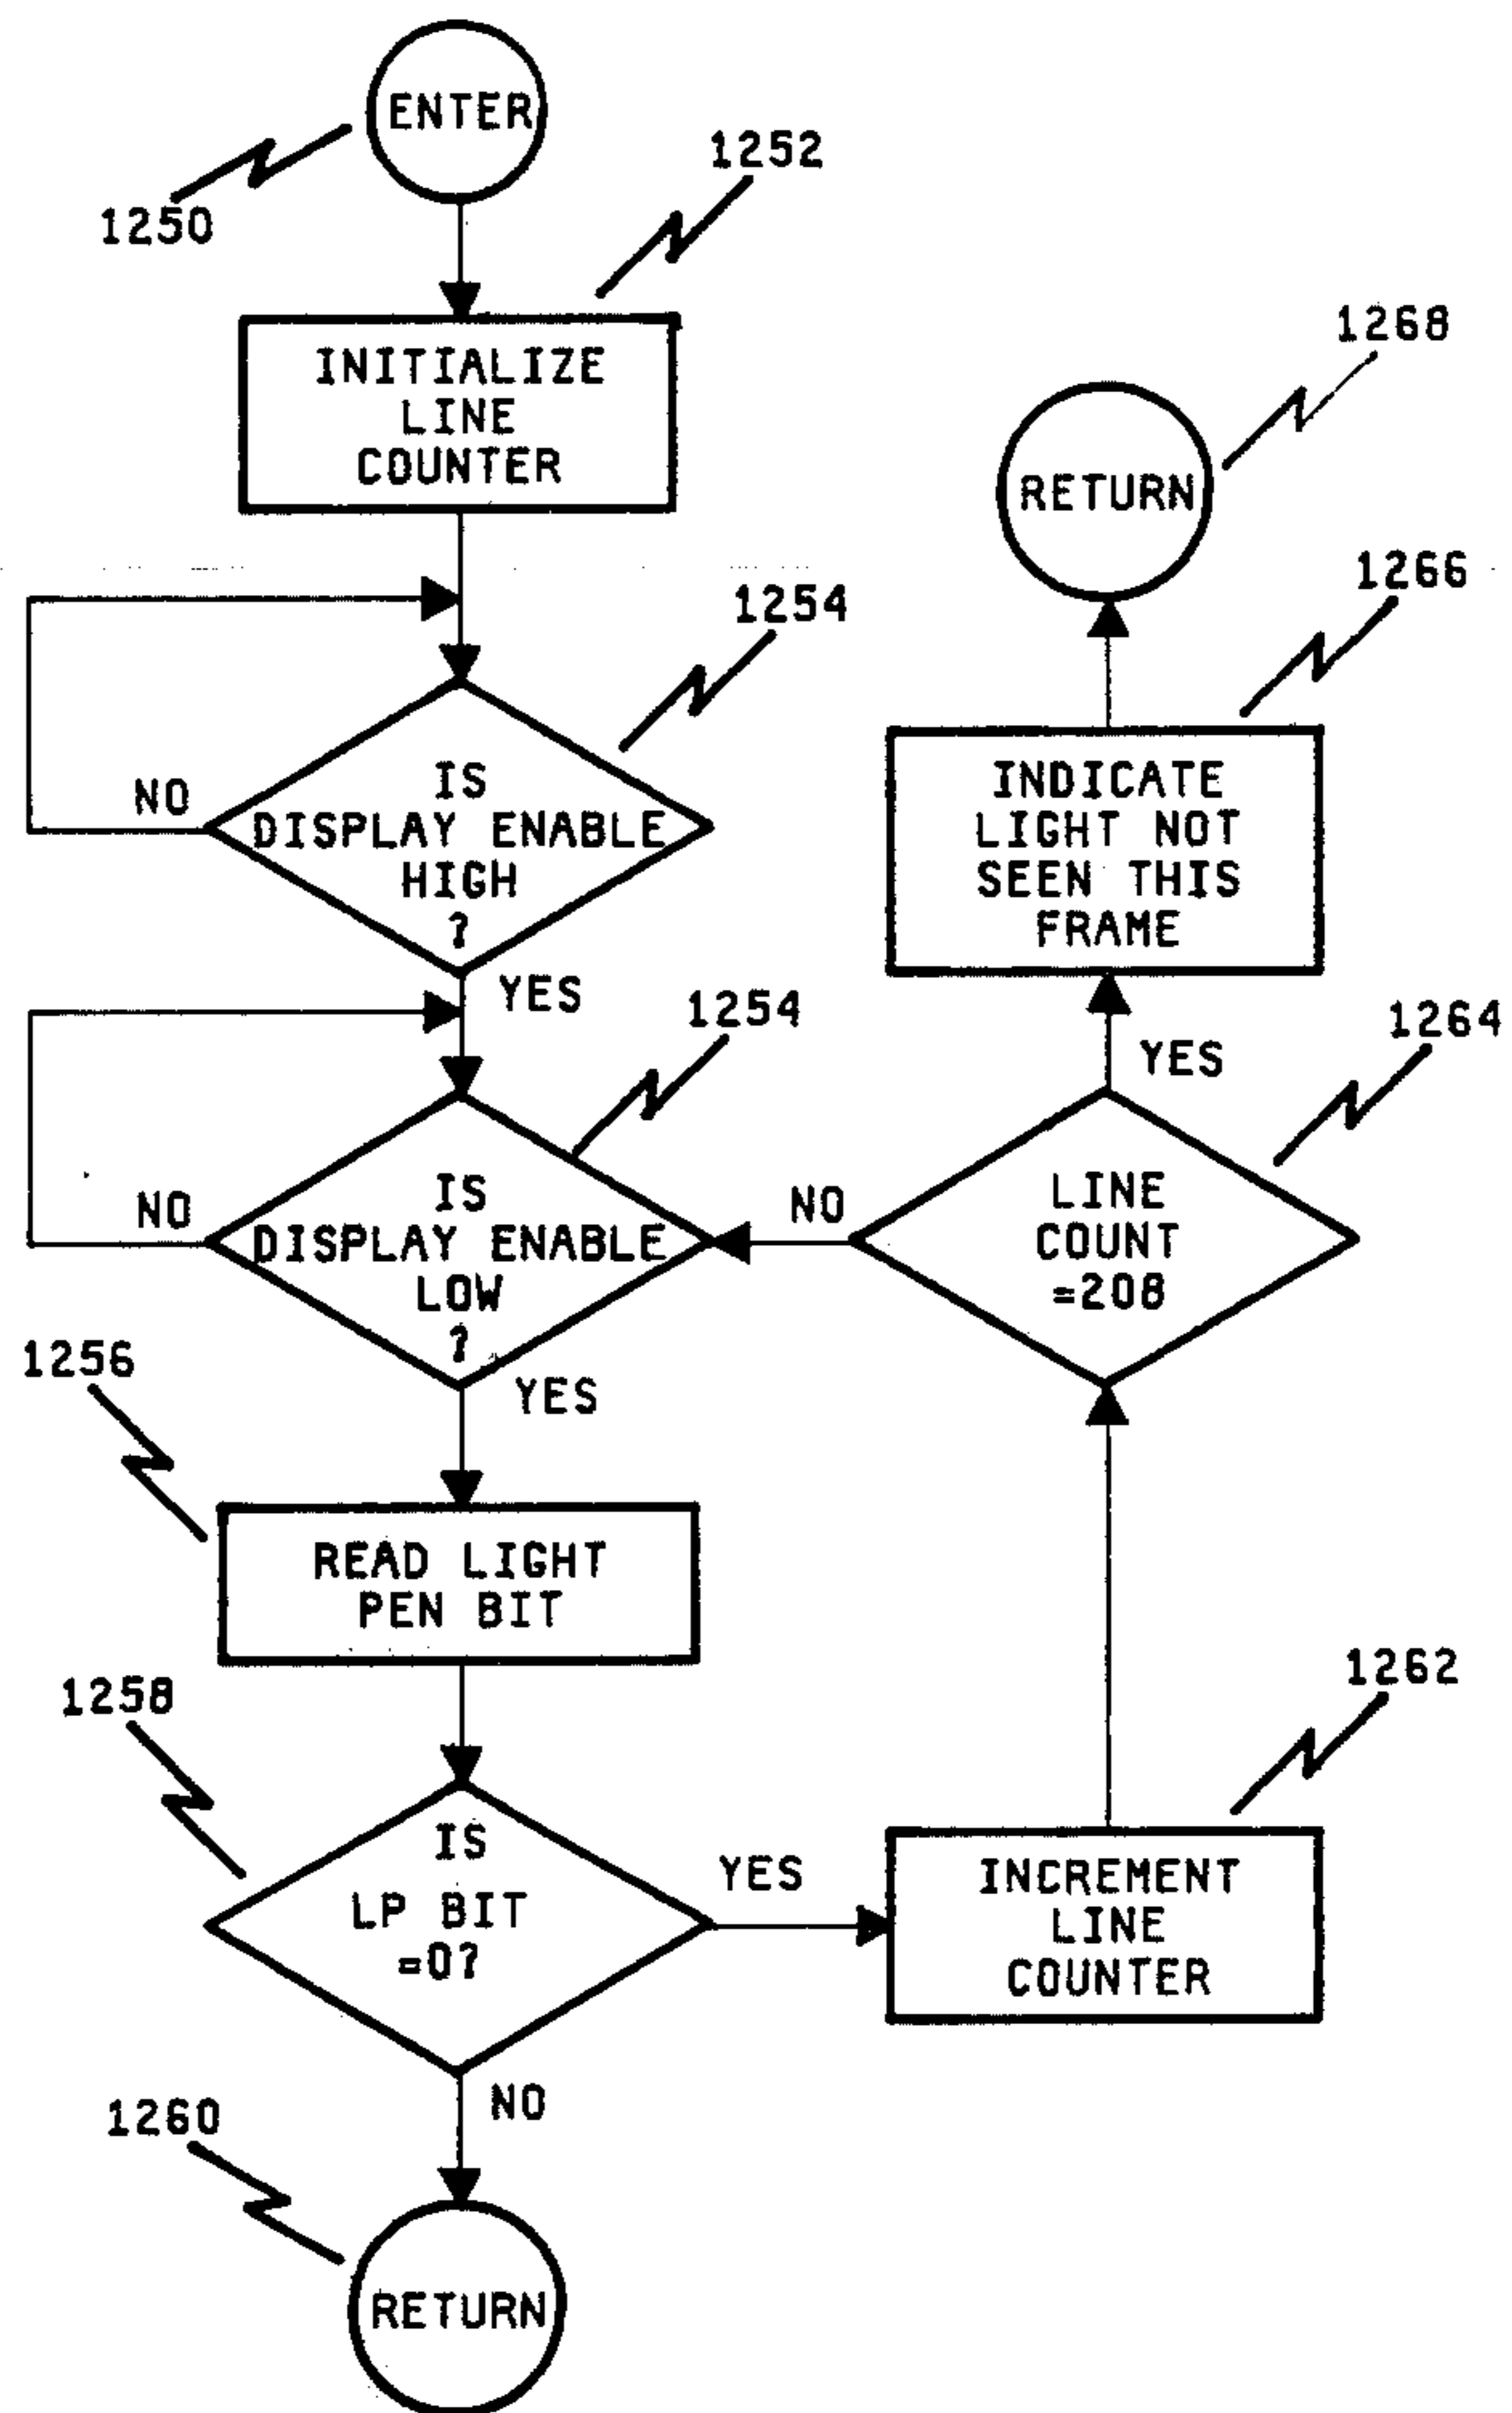 ENTER
1250
1252
INITIALIZE
LINE
COUNTER
1254
IS
DISPLAY ENABLE
HIGH
?
NO
YES
1254
IS
DISPLAY ENABLE
LOW
?
NO
YES
1256
READ LIGHT
PEN BIT
1258
IS
LP BIT
=0?
YES
NO
1260
RETURN
1262
INCREMENT
LINE
COUNTER
1264
LINE
COUNT
=208
NO
YES
1266
INDICATE
LIGHT NOT
SEEN THIS
FRAME
1268
RETURN